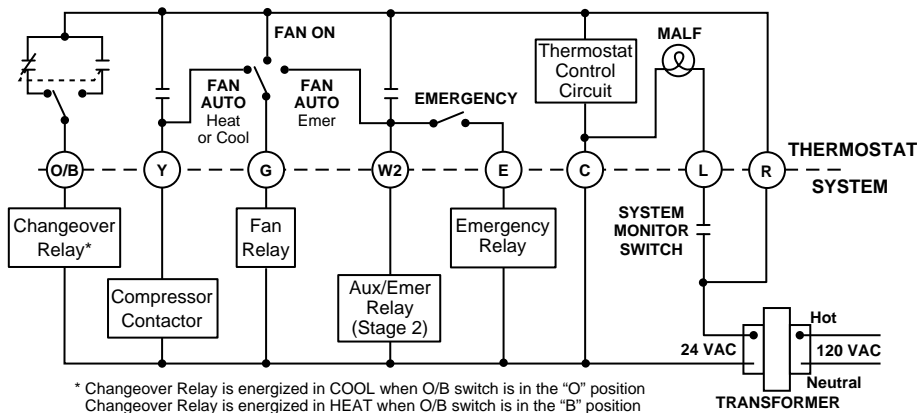 FAN ON
MALF
Thermostat
Control
Circuit
FAN
AUTO
Heat
or Cool
FAN
AUTO
Emer
EMERGENCY
O/B
Y
G
W2
E
C
L
R
THERMOSTAT
SYSTEM
Changeover
Relay*
Fan
Relay
Emergency
Relay
SYSTEM
MONITOR
SWITCH
Compressor
Contactor
Aux/Emer
Relay
(Stage 2)
Hot
24 VAC
120 VAC
Neutral
TRANSFORMER
* Changeover Relay is energized in COOL when O/B switch is in the “O” position
Changeover Relay is energized in HEAT when O/B switch is in the “B” position